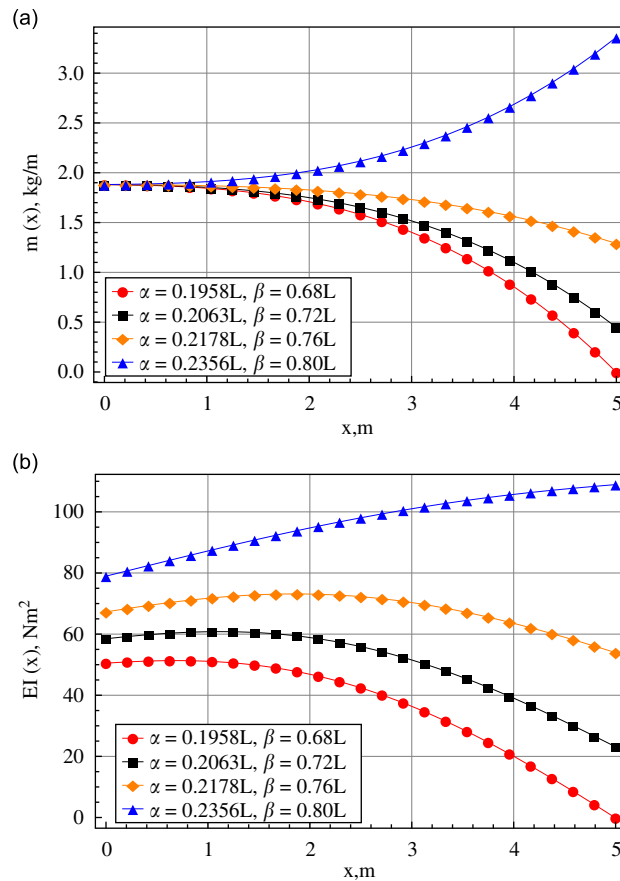 (a)
3.0
2.5
2.0
1.5
1.0
0.5
0.0
m (x), kg/m
α = 0.1958L, β = 0.68L
α = 0.2063L, β = 0.72L
α = 0.2178L, β = 0.76L
α = 0.2356L, β = 0.80L
0 1 2 3 4 5
x,m
(b)
100
80
60
40
20
0
EI (x), Nm²
α = 0.1958L, β = 0.68L
α = 0.2063L, β = 0.72L
α = 0.2178L, β = 0.76L
α = 0.2356L, β = 0.80L
0 1 2 3 4 5
x,m